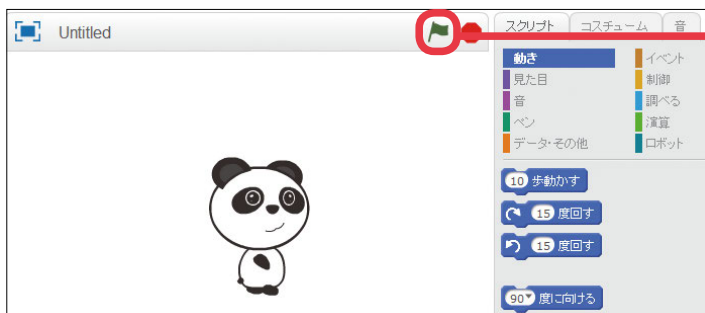 Untitled
スクリプト コスチューム 音
動き イベント
見た目 制御
音 調べる
ペン 演算
データ・その他 ロボット
10 歩動かす
15 度回す
15 度回す
90 度に向ける